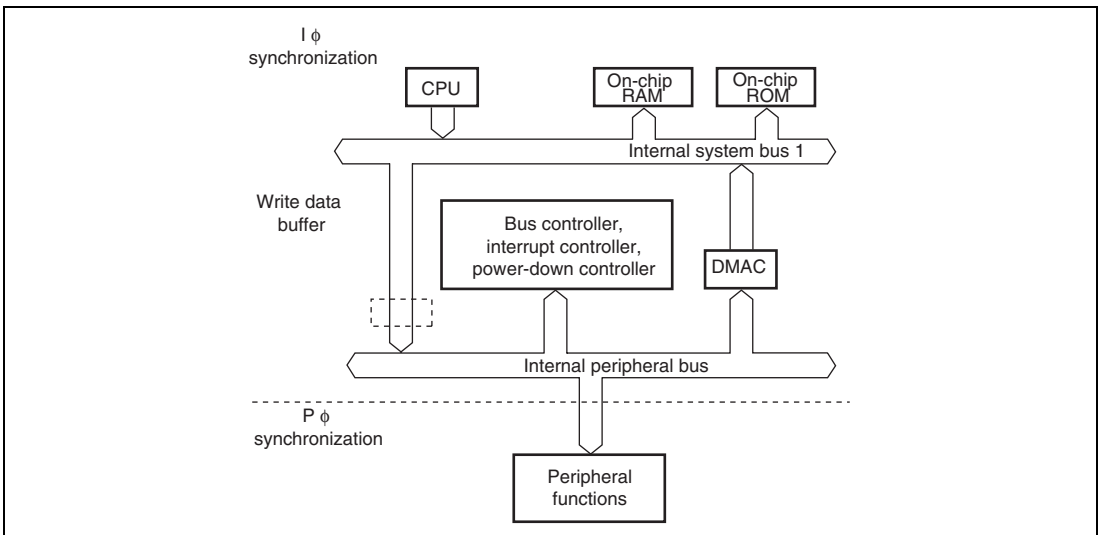 I ϕ
synchronization
CPU
On-chip
RAM
On-chip
ROM
Internal system bus 1
Write data
buffer
Bus controller,
interrupt controller,
power-down controller
DMAC
Internal peripheral bus
P ϕ
synchronization
Peripheral
functions